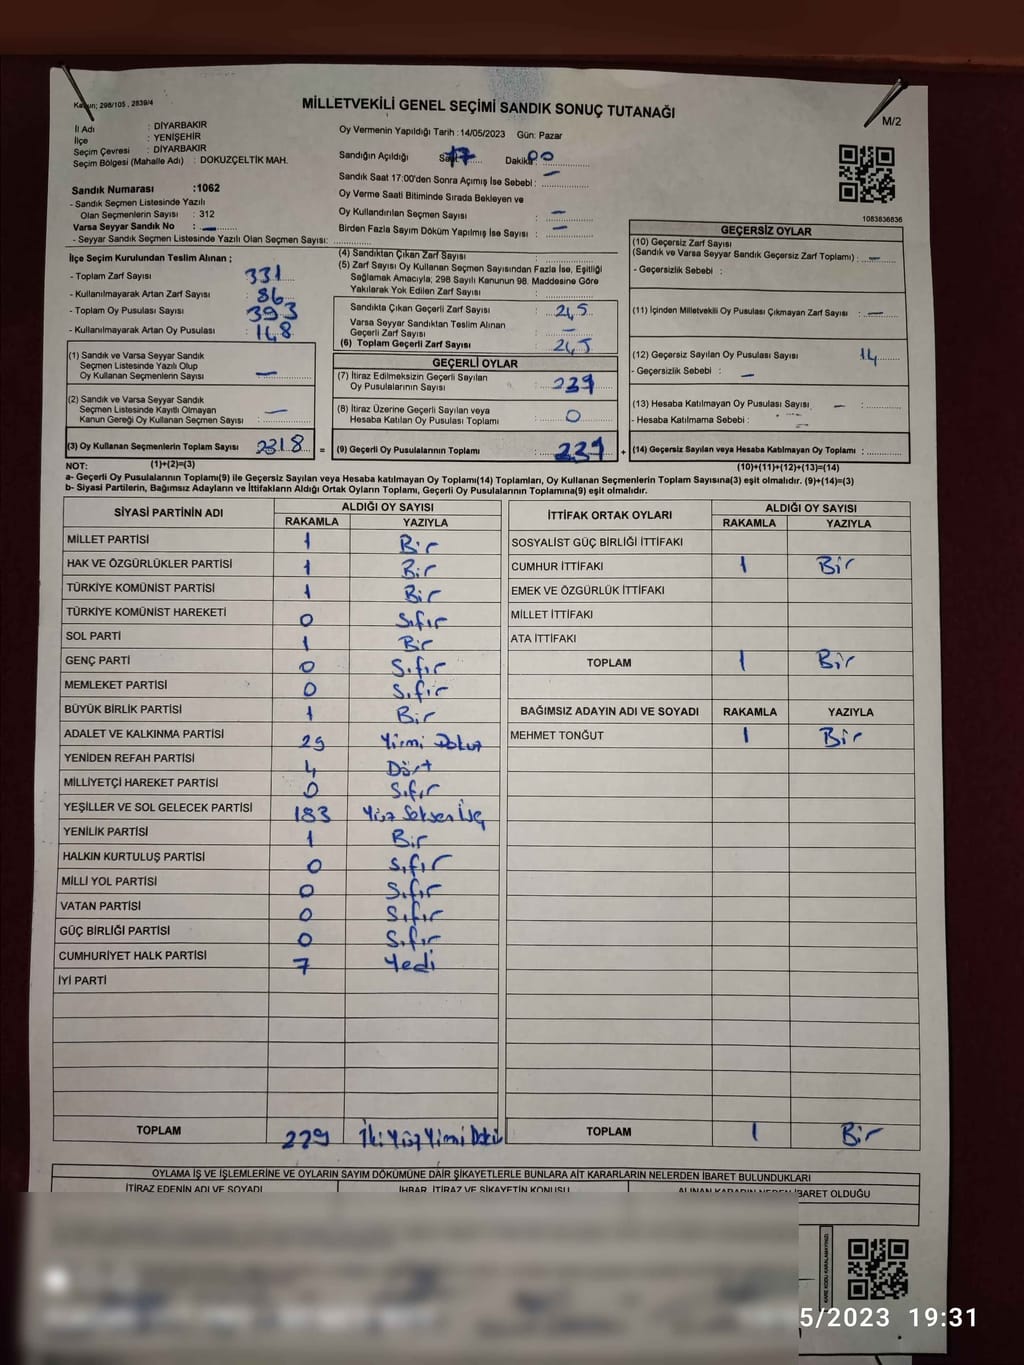 Kanun; 298/105 , 2839/4
MİLLETVEKİLİ GENEL SEÇİMİ SANDIK SONUÇ TUTANAĞI
M/2
İl Adı : DİYARBAKIR
İlçe : YENİŞEHİR
Seçim Çevresi : DİYARBAKIR
Seçim Bölgesi (Mahalle Adı) : DOKUZÇELTİK MAH.
Oy Vermenin Yapıldığı Tarih : 14/05/2023 Gün: Pazar
Sandığın Açıldığı Saat 17 Dakika 00
Sandık Saat 17:00'den Sonra Açımış İse Sebebi : —
Oy Verme Saati Bitiminde Sırada Bekleyen ve
Oy Kullandırılan Seçmen Sayısı : —
Birden Fazla Sayım Döküm Yapılmış İse Sayısı : —
1083836836
Sandık Numarası :1062
- Sandık Seçmen Listesinde Yazılı
Olan Seçmenlerin Sayısı : 312
Varsa Seyyar Sandık No : —
- Seyyar Sandık Seçmen Listesinde Yazılı Olan Seçmen Sayısı:
İlçe Seçim Kurulundan Teslim Alınan ;
- Toplam Zarf Sayısı 331
- Kullanılmayarak Artan Zarf Sayısı : 86
- Toplam Oy Pusulası Sayısı : 393
- Kullanılmayarak Artan Oy Pusulası : 148
(1) Sandık ve Varsa Seyyar Sandık
Seçmen Listesinde Yazılı Olup
Oy Kullanan Seçmenlerin Sayısı : —
(2) Sandık ve Varsa Seyyar Sandık
Seçmen Listesinde Kayıtlı Olmayan
Kanun Gereği Oy Kullanan Seçmen Sayısı : —
(3) Oy Kullanan Seçmenlerin Toplam Sayısı
(4) Sandıktan Çıkan Zarf Sayısı :
(5) Zarf Sayısı Oy Kullanan Seçmen Sayısından Fazla İse, Eşitliği
Sağlamak Amacıyla; 298 Sayılı Kanunun 98. Maddesine Göre
Yakılarak Yok Edilen Zarf Sayısı :
Sandıkta Çıkan Geçerli Zarf Sayısı : 245
Varsa Seyyar Sandıktan Teslim Alınan
Geçerli Zarf Sayısı : —
(6) Toplam Geçerli Zarf Sayısı : 245
GEÇERLİ OYLAR
(7) İtiraz Edilmeksizin Geçerli Sayılan
Oy Pusulalarının Sayısı : 239
(8) İtiraz Üzerine Geçerli Sayılan veya
Hesaba Katılan Oy Pusulası Toplamı : 0
= (9) Geçerli Oy Pusulalarının Toplamı : 239
GEÇERSİZ OYLAR
(10) Geçersiz Zarf Sayısı
(Sandık ve Varsa Seyyar Sandık Geçersiz Zarf Toplamı) : —
- Geçersizlik Sebebi :
(11) İçinden Milletvekili Oy Pusulası Çıkmayan Zarf Sayısı : —
(12) Geçersiz Sayılan Oy Pusulası Sayısı 14
- Geçersizlik Sebebi : —
(13) Hesaba Katılmayan Oy Pusulası Sayısı — :
- Hesaba Katılmama Sebebi :
+ (14) Geçersiz Sayılan veya Hesaba Katılmayan Oy Toplamı :
NOT: (1)+(2)=(3)
(10)+(11)+(12)+(13)=(14)
a- Geçerli Oy Pusulasının Toplamı(9) ile Geçersiz Sayılan veya Hesaba katılmayan Oy Toplamı(14) Toplamları, Oy Kullanan Seçmenlerin Toplam Sayısına(3) eşit olmalıdır. (9)+(14)=(3)
b- Siyasi Partilerin, Bağımsız Adayların ve İttifakların Aldığı Ortak Oyların Toplamı, Geçerli Oy Pusulalarının Toplamına(9) eşit olmalıdır.
SİYASİ PARTİNİN ADI ALDIĞI OY SAYISI
RAKAMLA YAZIYLA
MİLLET PARTİSİ 1 Bir
HAK VE ÖZGÜRLÜKLER PARTİSİ 1 Bir
TÜRKİYE KOMÜNİST PARTİSİ 1 Bir
TÜRKİYE KOMÜNİST HAREKETİ 0 Sıfır
SOL PARTİ 1 Bir
GENÇ PARTİ 0 Sıfır
MEMLEKET PARTİSİ 0 Sıfır
BÜYÜK BİRLİK PARTİSİ 1 Bir
ADALET VE KALKINMA PARTİSİ 29 Yirmi Dokuz
YENİDEN REFAH PARTİSİ 4 Dört
MİLLİYETÇİ HAREKET PARTİSİ 0 Sıfır
YEŞİLLER VE SOL GELECEK PARTİSİ 183 Yüz Seksen Üç
YENİLİK PARTİSİ 1 Bir
HALKIN KURTULUŞ PARTİSİ 0 Sıfır
MİLLİ YOL PARTİSİ 0 Sıfır
VATAN PARTİSİ 0 Sıfır
GÜÇ BİRLİĞİ PARTİSİ 0 Sıfır
CUMHURİYET HALK PARTİSİ 7 Yedi
İYİ PARTİ
TOPLAM 229 İki Yüz Yirmi Dokuz
İTTİFAK ORTAK OYLARI ALDIĞI OY SAYISI
RAKAMLA YAZIYLA
SOSYALİST GÜÇ BİRLİĞİ İTTİFAKI
CUMHUR İTTİFAKI 1 Bir
EMEK VE ÖZGÜRLÜK İTTİFAKI
MİLLET İTTİFAKI
ATA İTTİFAKI
TOPLAM 1 Bir
BAĞIMSIZ ADAYIN ADI VE SOYADI RAKAMLA YAZIYLA
MEHMET TONĞUT 1 Bir
TOPLAM 1 Bir
OYLAMA İŞ VE İŞLEMLERİNE VE OYLARIN SAYIM DÖKÜMÜNE DAİR ŞİKAYETLERLE BUNLARA AİT KARARLARIN NELERDEN İBARET BULUNDUKLARI
İTİRAZ EDENİN ADI VE SOYADI İHBAR, İTİRAZ VE ŞİKAYETİN KONUSU ALINAN KARARIN NEDEN İBARET OLDUĞU
5/2023 19:31